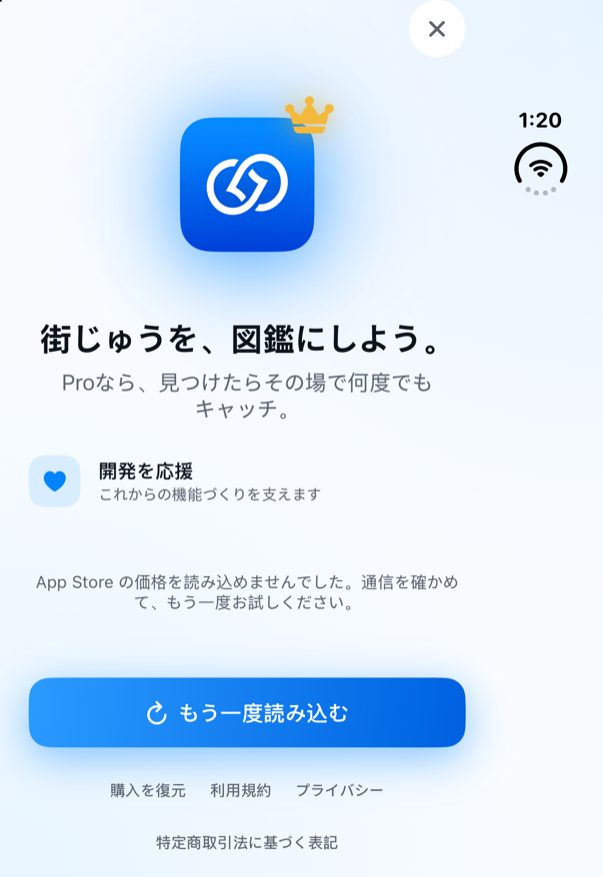 1:20
街じゅうを、図鑑にしよう。
Proなら、見つけたらその場で何度でも
キャッチ。
開発を応援
これからの機能づくりを支えます
App Store の価格を読み込めませんでした。通信を確かめ
て、もう一度お試しください。
もう一度読み込む
購入を復元 利用規約 プライバシー
特定商取引法に基づく表記